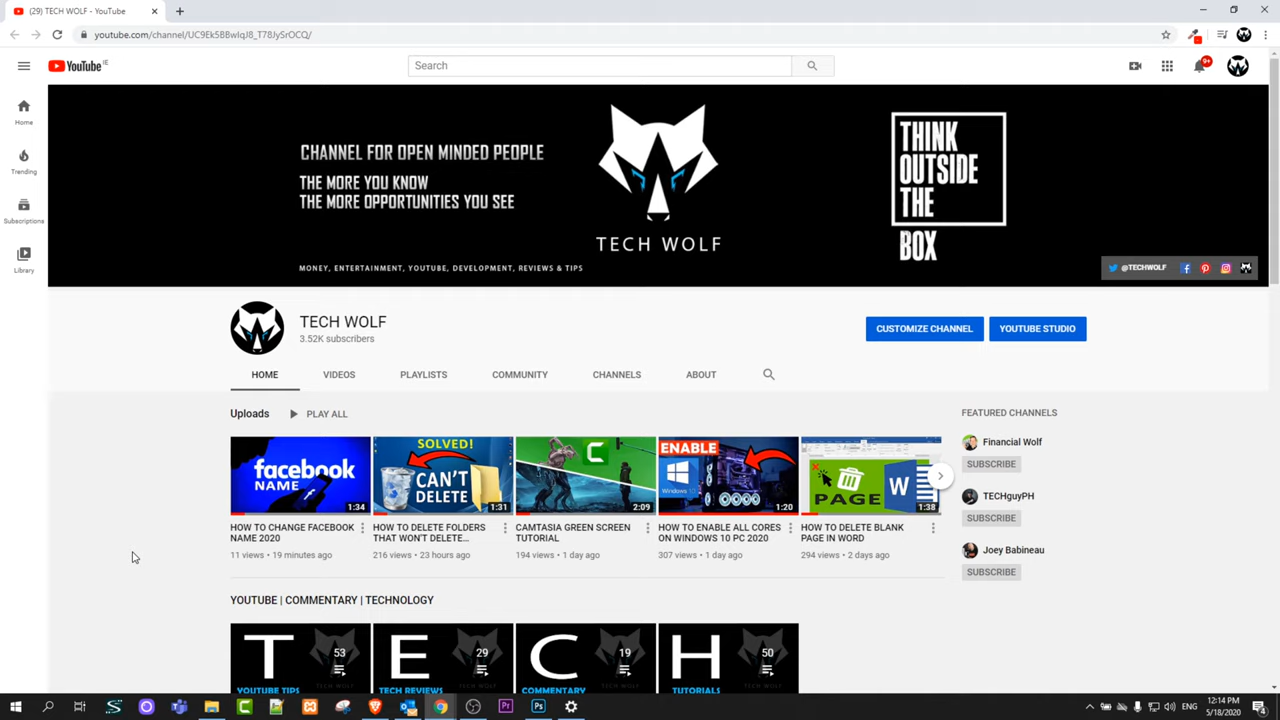 (29) TECH WOLF - YouTube
youtube.com/channel/UC9Ek5BBwIqJ8_T78JySrOCQ/
YouTube IE
Search
9+
Home
Trending
Subscriptions
Library
CHANNEL FOR OPEN MINDED PEOPLE
THE MORE YOU KNOW
THE MORE OPPORTUNITIES YOU SEE
MONEY, ENTERTAINMENT, YOUTUBE, DEVELOPMENT, REVIEWS & TIPS
TECH WOLF
THINK
OUTSIDE
THE
BOX
@TECHWOLF
TECH WOLF
3.52K subscribers
CUSTOMIZE CHANNEL
YOUTUBE STUDIO
HOME
VIDEOS
PLAYLISTS
COMMUNITY
CHANNELS
ABOUT
Uploads
PLAY ALL
facebook
NAME
1:34
HOW TO CHANGE FACEBOOK
NAME 2020
11 views • 19 minutes ago
SOLVED!
CAN'T
DELETE
1:31
HOW TO DELETE FOLDERS
THAT WON'T DELETE...
216 views • 23 hours ago
C
2:09
CAMTASIA GREEN SCREEN
TUTORIAL
194 views • 1 day ago
ENABLE
Windows 10
1:20
HOW TO ENABLE ALL CORES
ON WINDOWS 10 PC 2020
307 views • 1 day ago
PAGE
W
1:38
HOW TO DELETE BLANK
PAGE IN WORD
294 views • 2 days ago
FEATURED CHANNELS
Financial Wolf
SUBSCRIBE
TECHguyPH
SUBSCRIBE
Joey Babineau
SUBSCRIBE
YOUTUBE | COMMENTARY | TECHNOLOGY
T
53
YOUTUBE TIPS
E
29
TECH REVIEWS
C
19
COMMENTARY
H
50
TUTORIALS
ENG
12:14 PM
5/18/2020
4